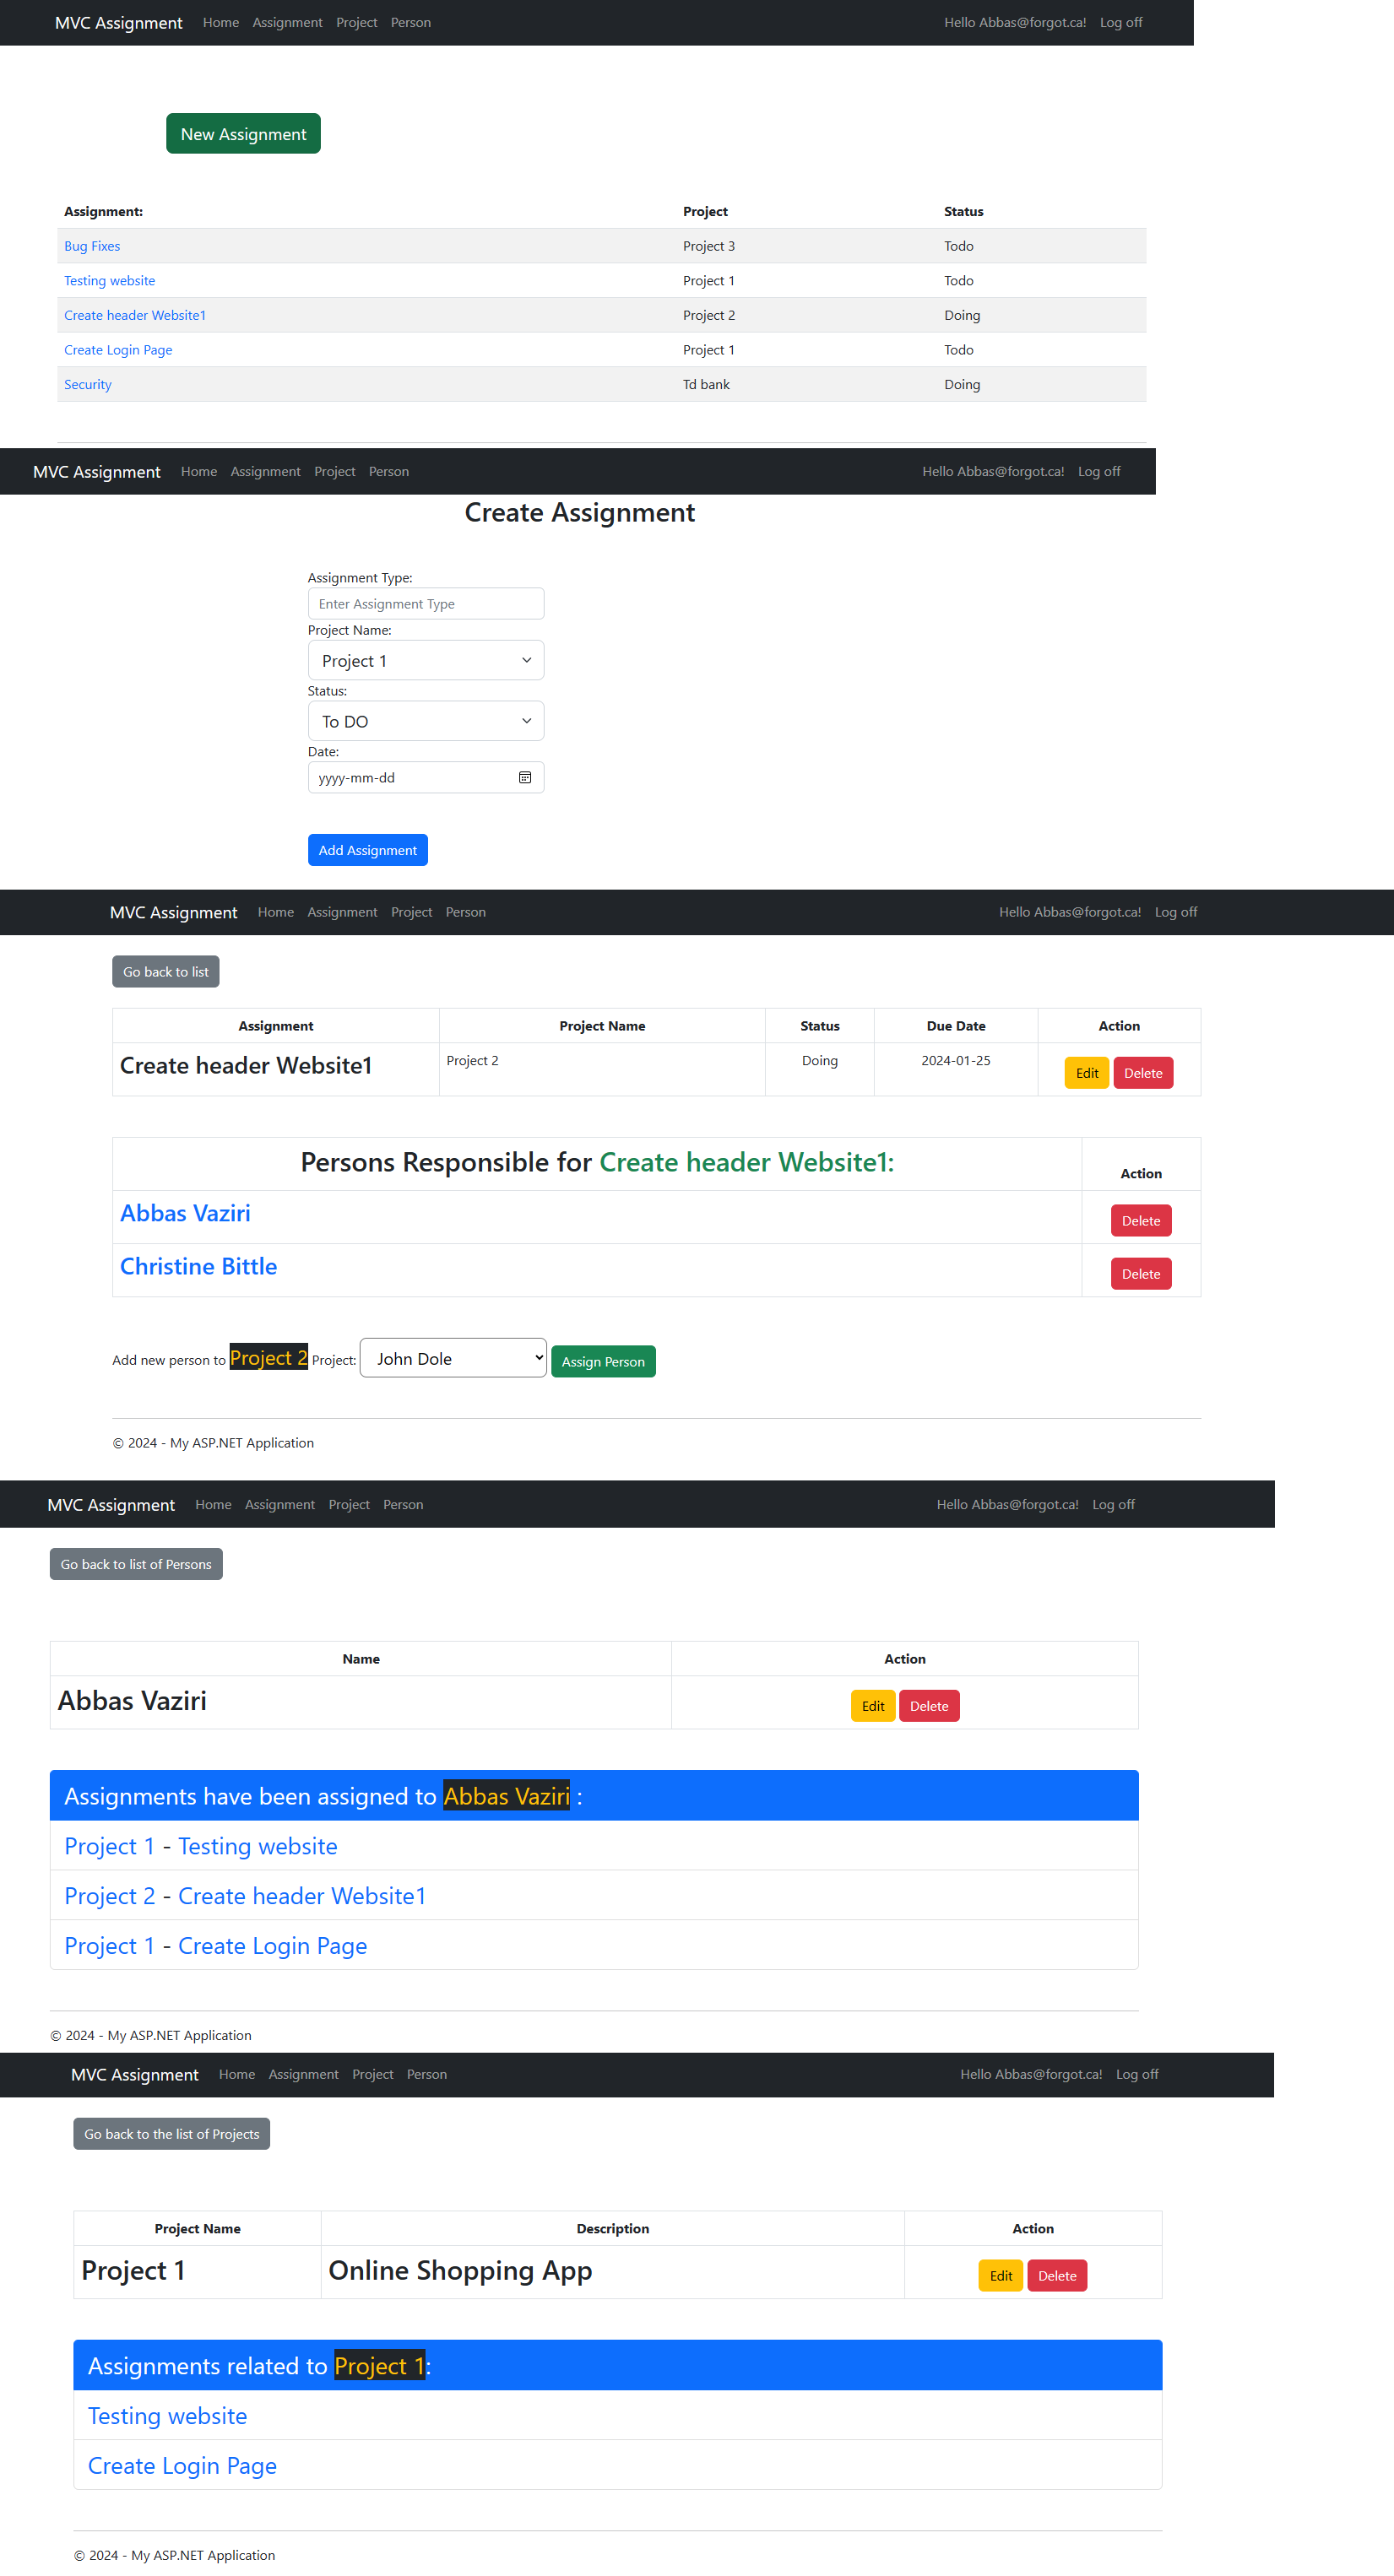 MVC Assignment Home Assignment Project Person Hello Abbas@forgot.ca! Log off
New Assignment
Assignment: Project Status
Bug Fixes Project 3 Todo
Testing website Project 1 Todo
Create header Website1 Project 2 Doing
Create Login Page Project 1 Todo
Security Td bank Doing
MVC Assignment Home Assignment Project Person Hello Abbas@forgot.ca! Log off
Create Assignment
Assignment Type:
Enter Assignment Type
Project Name:
Project 1
Status:
To DO
Date:
yyyy-mm-dd
Add Assignment
MVC Assignment Home Assignment Project Person Hello Abbas@forgot.ca! Log off
Go back to list
Assignment Project Name Status Due Date Action
Create header Website1 Project 2 Doing 2024-01-25 Edit Delete
Persons Responsible for Create header Website1: Action
Abbas Vaziri Delete
Christine Bittle Delete
Add new person to Project 2 Project: John Dole Assign Person
© 2024 - My ASP.NET Application
MVC Assignment Home Assignment Project Person Hello Abbas@forgot.ca! Log off
Go back to list of Persons
Name Action
Abbas Vaziri Edit Delete
Assignments have been assigned to Abbas Vaziri :
Project 1 - Testing website
Project 2 - Create header Website1
Project 1 - Create Login Page
© 2024 - My ASP.NET Application
MVC Assignment Home Assignment Project Person Hello Abbas@forgot.ca! Log off
Go back to the list of Projects
Project Name Description Action
Project 1 Online Shopping App Edit Delete
Assignments related to Project 1:
Testing website
Create Login Page
© 2024 - My ASP.NET Application